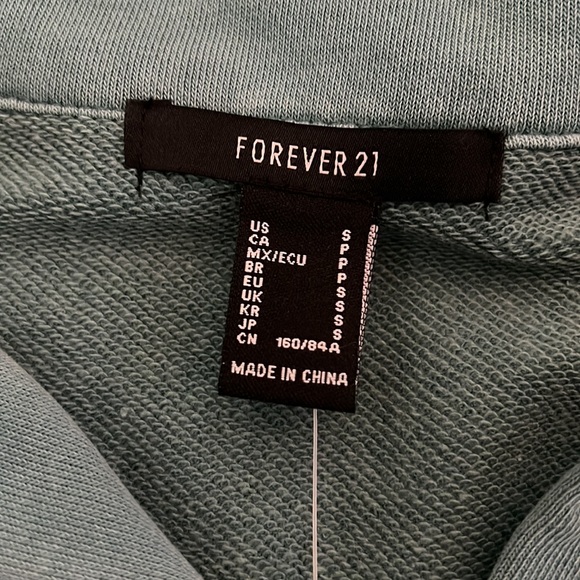 FOREVER 21
US S
CA P
MX/ECU P
BR P
EU S
UK S
KR S
JP S
CN 160/84A
MADE IN CHINA